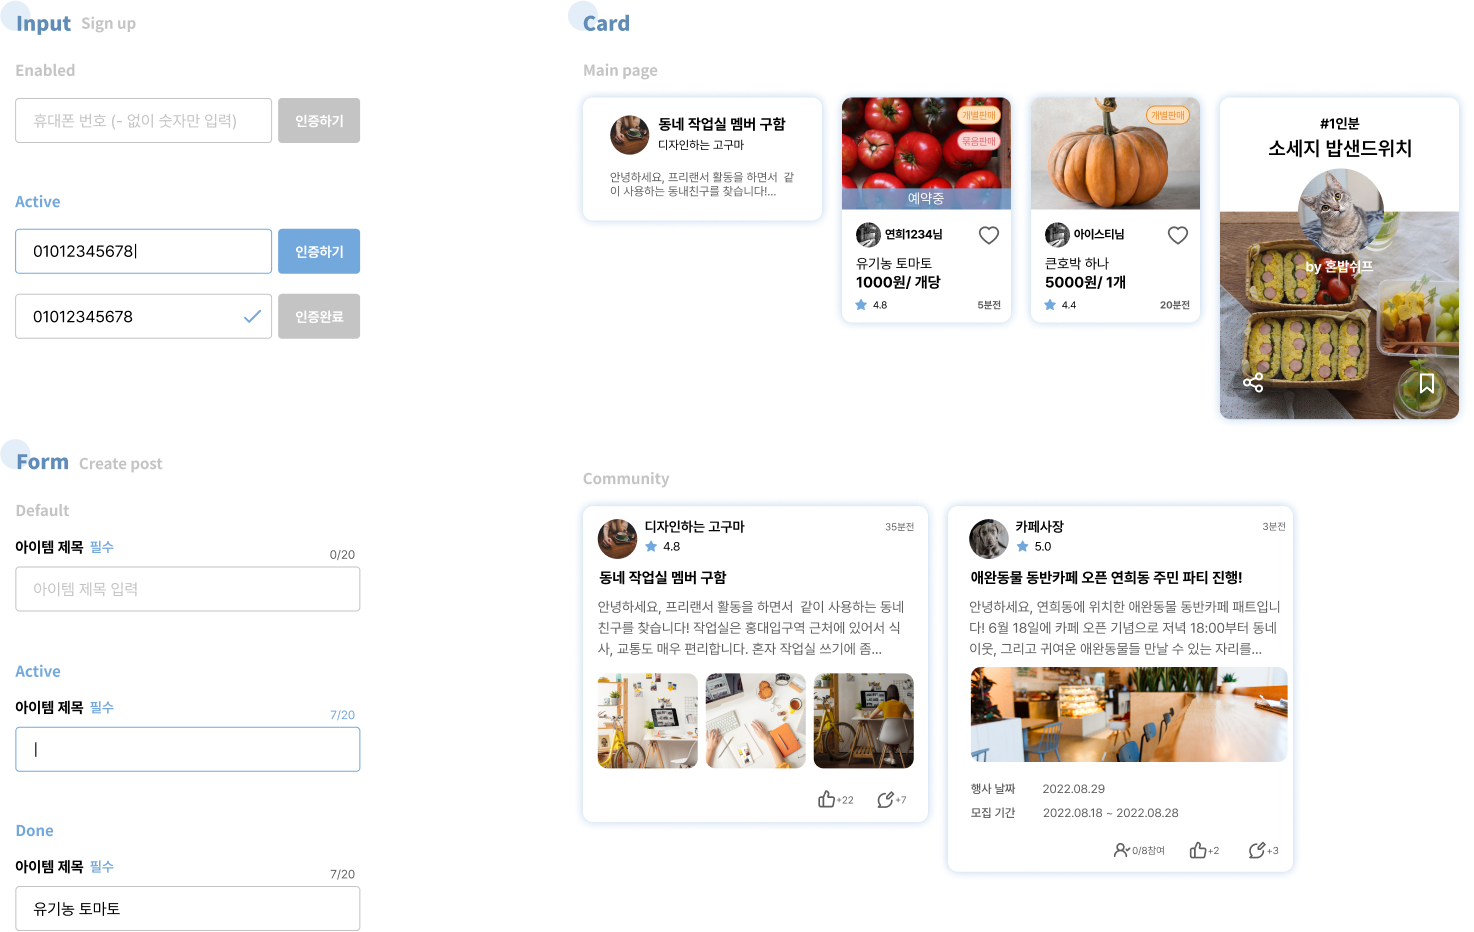 Input Sign up
Enabled
휴대폰 번호 (- 없이 숫자만 입력)
인증하기
Active
01012345678
인증하기
01012345678
인증완료
Form Create post
Default
아이템 제목 필수
0/20
아이템 제목 입력
Active
아이템 제목 필수
7/20
Done
아이템 제목 필수
7/20
유기농 토마토
Card
Main page
동네 작업실 멤버 구함
디자인하는 고구마
안녕하세요, 프리랜서 활동을 하면서 같
이 사용하는 동내친구를 찾습니다!...
개별판매
묶음판매
예약중
연희1234님
유기농 토마토
1000원/ 개당
4.8
5분전
개별판매
아이스티님
큰호박 하나
5000원/ 1개
4.4
20분전
#1인분
소세지 밥샌드위치
by 혼밥쉬프
Community
디자인하는 고구마
35분전
4.8
동네 작업실 멤버 구함
안녕하세요, 프리랜서 활동을 하면서 같이 사용하는 동네
친구를 찾습니다! 작업실은 홍대입구역 근처에 있어서 식
사, 교통도 매우 편리합니다. 혼자 작업실 쓰기에 좀...
+22
+7
카페사장
3분전
5.0
애완동물 동반카페 오픈 연희동 주민 파티 진행!
안녕하세요, 연희동에 위치한 애완동물 동반카페 패트입니
다! 6월 18일에 카페 오픈 기념으로 저녁 18:00부터 동네
이웃, 그리고 귀여운 애완동물들 만날 수 있는 자리를...
행사 날짜 2022.08.29
모집 기간 2022.08.18 ~ 2022.08.28
0/8참여
+2
+3